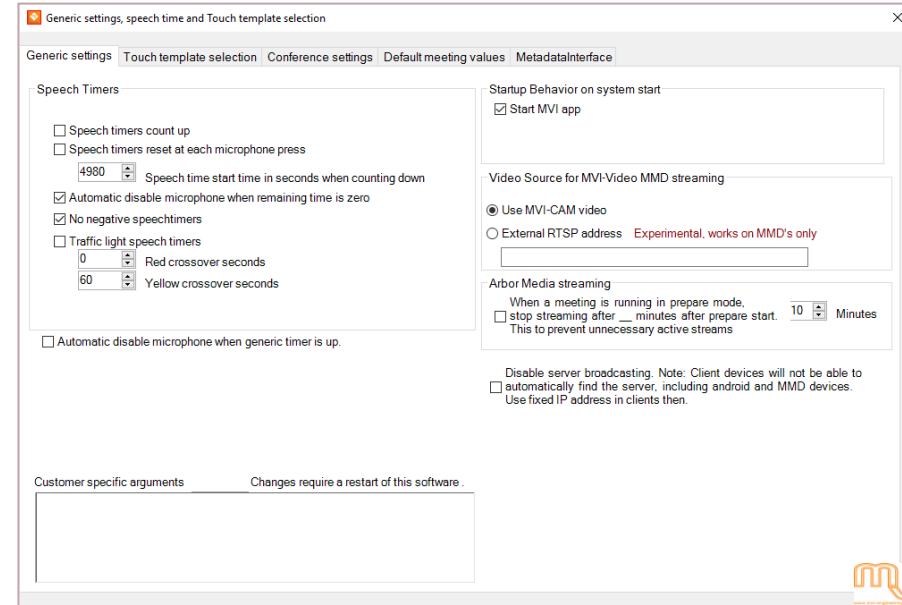 Generic settings, speech time and Touch template selection
Generic settings
Touch template selection
Conference settings
Default meeting values
MetadataInterface
Speech Timers
Speech timers count up
Speech timers reset at each microphone press
4980
Speech time start time in seconds when counting down
Automatic disable microphone when remaining time is zero
No negative speechtimers
Traffic light speech timers
0
Red crossover seconds
60
Yellow crossover seconds
Automatic disable microphone when generic timer is up.
Customer specific arguments
Changes require a restart of this software .
Startup Behavior on system start
Start MVI app
Video Source for MVI-Video MMD streaming
Use MVI-CAM video
External RTSP address
Experimental, works on MMD's only
Arbor Media streaming
When a meeting is running in prepare mode,
stop streaming after __ minutes after prepare start.
This to prevent unnecessary active streams
10
Minutes
Disable server broadcasting. Note: Client devices will not be able to
automatically find the server, including android and MMD devices.
Use fixed IP address in clients then.